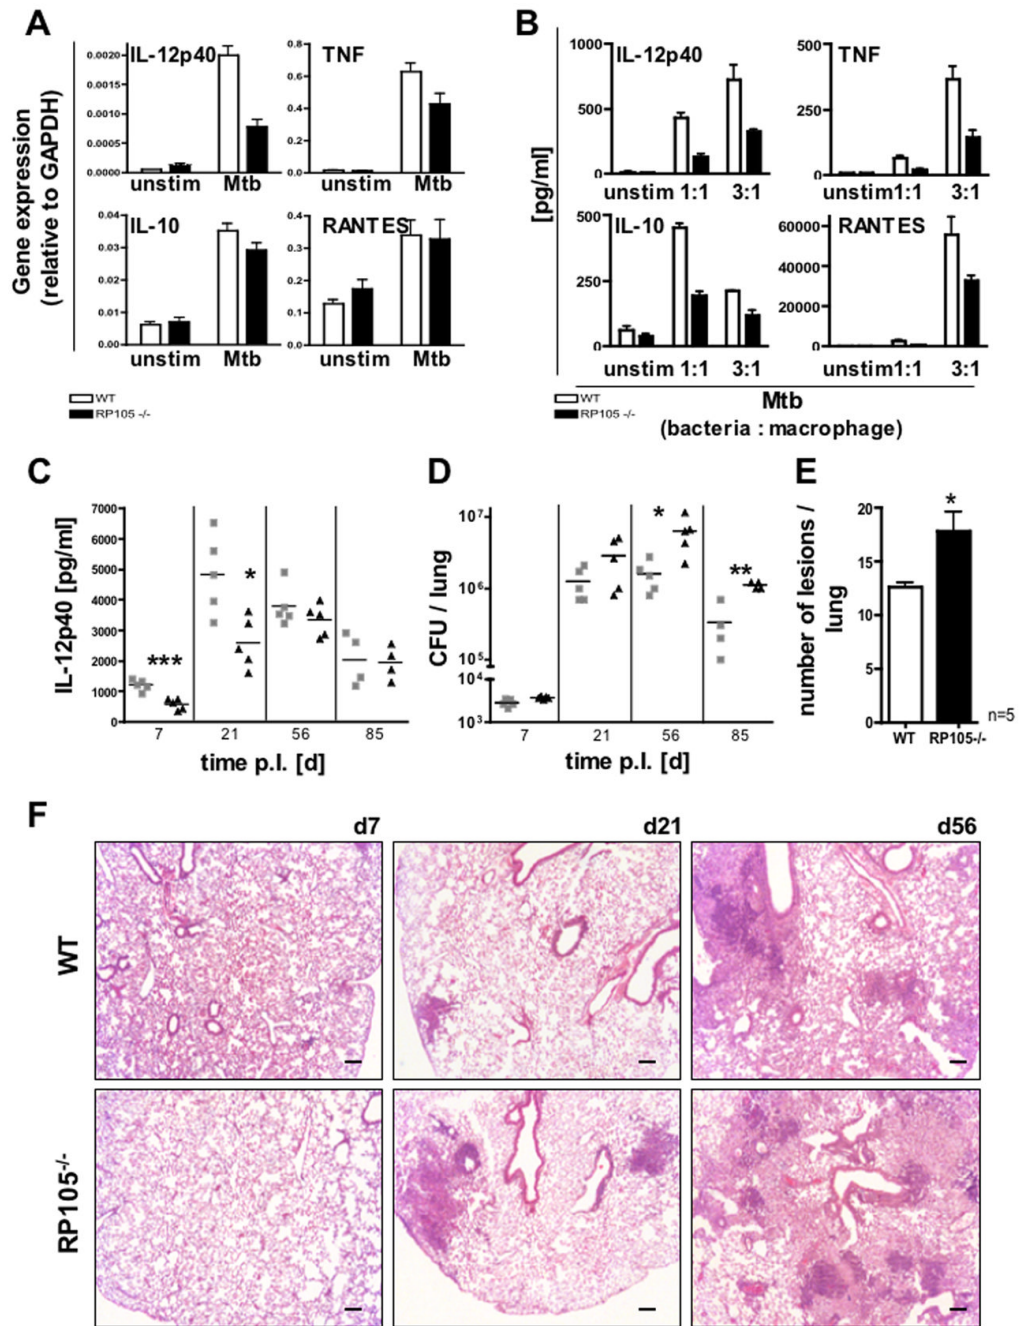 A
B
Gene expression
(relative to GAPDH)
IL-12p40
0.0020
0.0015
0.0010
0.0005
0.0000
unstim Mtb
TNF
0.8
0.6
0.4
0.2
0.0
unstim Mtb
IL-10
0.04
0.03
0.02
0.01
0.00
unstim Mtb
RANTES
0.4
0.3
0.2
0.1
0.0
unstim Mtb
WT
RP105 -/-
[pg/ml]
IL-12p40
1000
500
0
unstim 1:1 3:1
TNF
500
250
0
unstim 1:1 3:1
IL-10
500
250
0
unstim 1:1 3:1
RANTES
60000
40000
20000
0
unstim 1:1 3:1
WT
RP105 -/-
Mtb
(bacteria : macrophage)
C
IL-12p40 [pg/ml]
7000
6000
5000
4000
3000
2000
1000
0
***
*
7 21 56 85
time p.I. [d]
D
CFU / lung
10⁷
10⁶
10⁵
10⁴
10³
*
**
7 21 56 85
time p.I. [d]
E
number of lesions /
lung
20
15
10
5
0
*
n=5
WT RP105-/-
F
d7 d21 d56
WT
RP105-/-